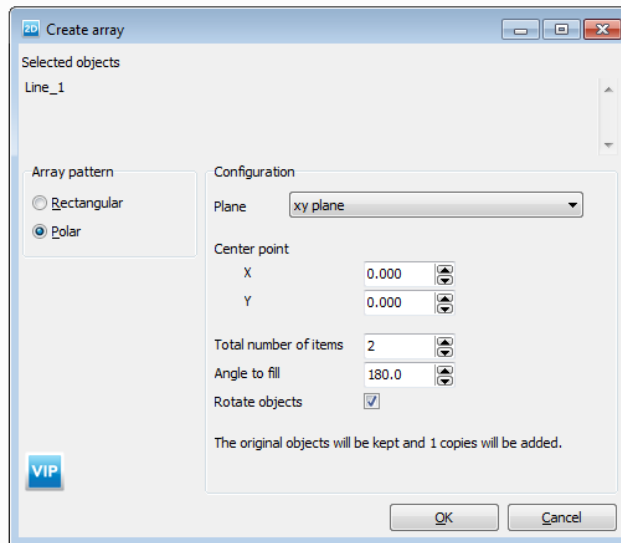 2D Create array
Selected objects
Line_1
Array pattern
Rectangular
Polar
Configuration
Plane xy plane
Center point
X 0.000
Y 0.000
Total number of items 2
Angle to fill 180.0
Rotate objects
The original objects will be kept and 1 copies will be added.
VIP
OK Cancel